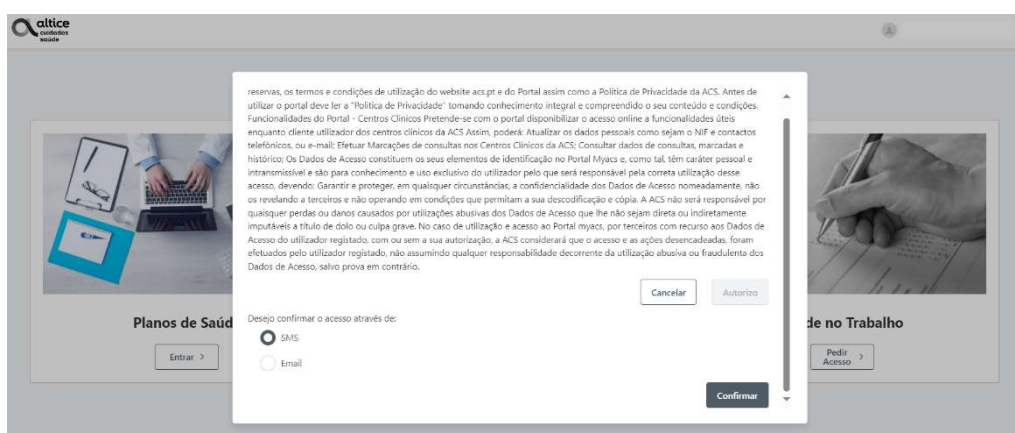 altice
cuidados
saúde
reservas, os termos e condições de utilização do website acs.pt e do Portal assim como a Política de Privacidade da ACS. Antes de
utilizar o portal deve ler a "Politica de Privacidade" tomando conhecimento integral e compreendido o seu conteúdo e condições.
Funcionalidades do Portal - Centros Clinicos Pretende-se com o portal disponibilizar o acesso online a funcionalidades úteis
enquanto cliente utilizador dos centros clinicos da ACS Assim, poderá: Atualizar os dados pessoais como sejam o NIF e contactos
telefónicos, ou e-mail; Efetuar Marcações de consultas nos Centros Clínicos da ACS; Consultar dados de consultas, marcadas e
histórico; Os Dados de Acesso constituem os seus elementos de identificação no Portal Myacs e, como tal, têm caráter pessoal e
intransmissível e são para conhecimento e uso exclusivo do utilizador pelo que será responsável pela correta utilização desse
acesso, devendo: Garantir e proteger, em quaisquer circunstâncias, a confidencialidade dos Dados de Acesso nomeadamente, não
os revelando a terceiros e não operando em condições que permitam a sua descodificação e cópia. A ACS não será responsável por
quaisquer perdas ou danos causados por utilizações abusivas dos Dados de Acesso que lhe não sejam direta ou indiretamente
imputáveis a título de dolo ou culpa grave. No caso de utilização e acesso ao Portal myacs, por terceiros com recurso aos Dados de
Acesso do utilizador registado, com ou sem a sua autorização, a ACS considerará que o acesso e as ações desencadeadas, foram
efetuados pelo utilizador registado, não assumindo qualquer responsabilidade decorrente da utilização abusiva ou fraudulenta dos
Dados de Acesso, salvo prova em contrário.
Cancelar
Autorizo
Desejo confirmar o acesso através de:
SMS
Email
Confirmar
Planos de Saúd
Entrar >
de no Trabalho
Pedir
Acesso >